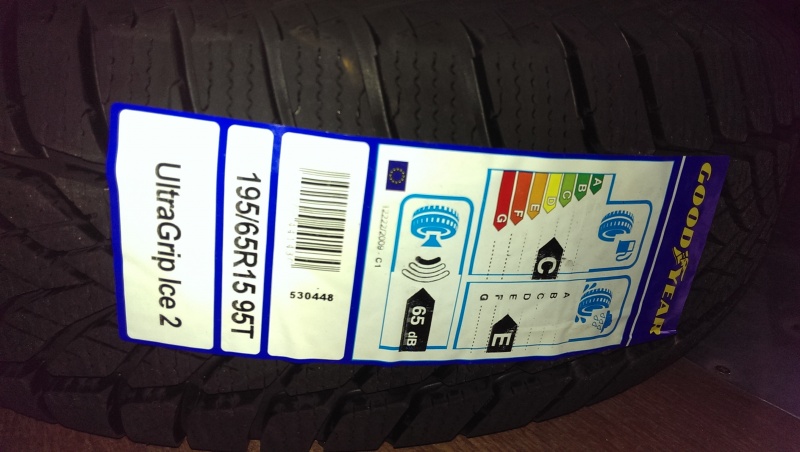 GOODYEAR
A
B
C
D
E
F
G
C
A
B
C
D
E
F
G
E
65 dB
1222/2009 - C1
530448
195/65R15 95T
UltraGrip Ice 2